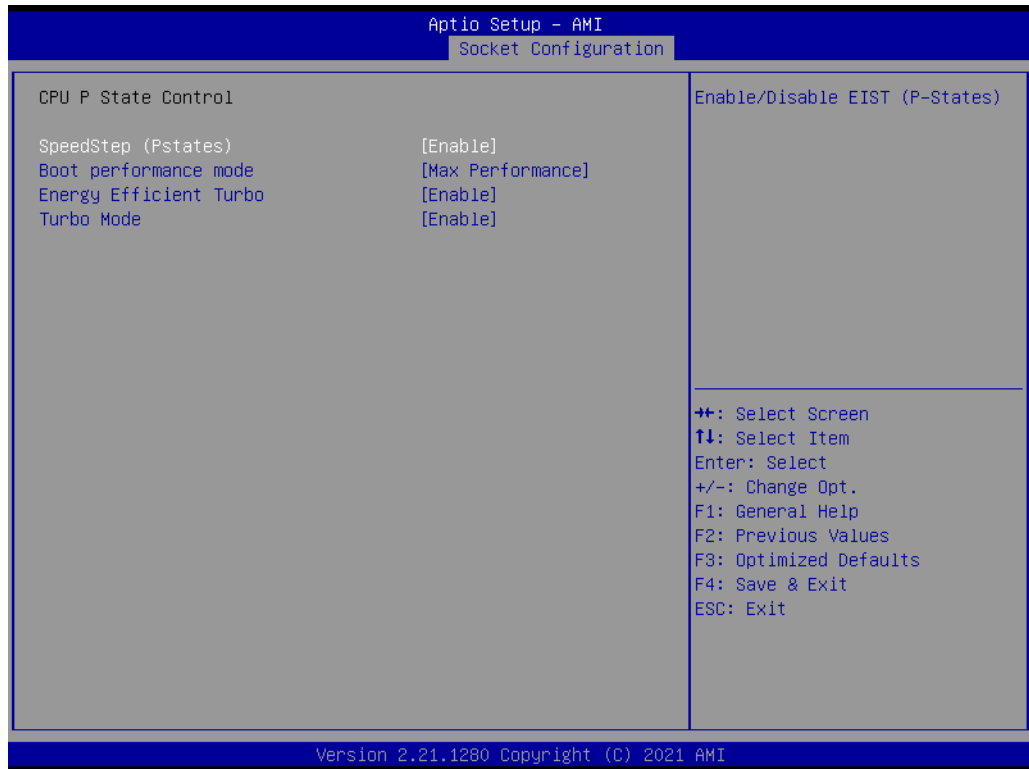 Aptio Setup – AMI
Socket Configuration
CPU P State Control
SpeedStep (Pstates) [Enable]
Boot performance mode [Max Performance]
Energy Efficient Turbo [Enable]
Turbo Mode [Enable]
Enable/Disable EIST (P-States)
→←: Select Screen
↑↓: Select Item
Enter: Select
+/-: Change Opt.
F1: General Help
F2: Previous Values
F3: Optimized Defaults
F4: Save & Exit
ESC: Exit
Version 2.21.1280 Copyright (C) 2021 AMI